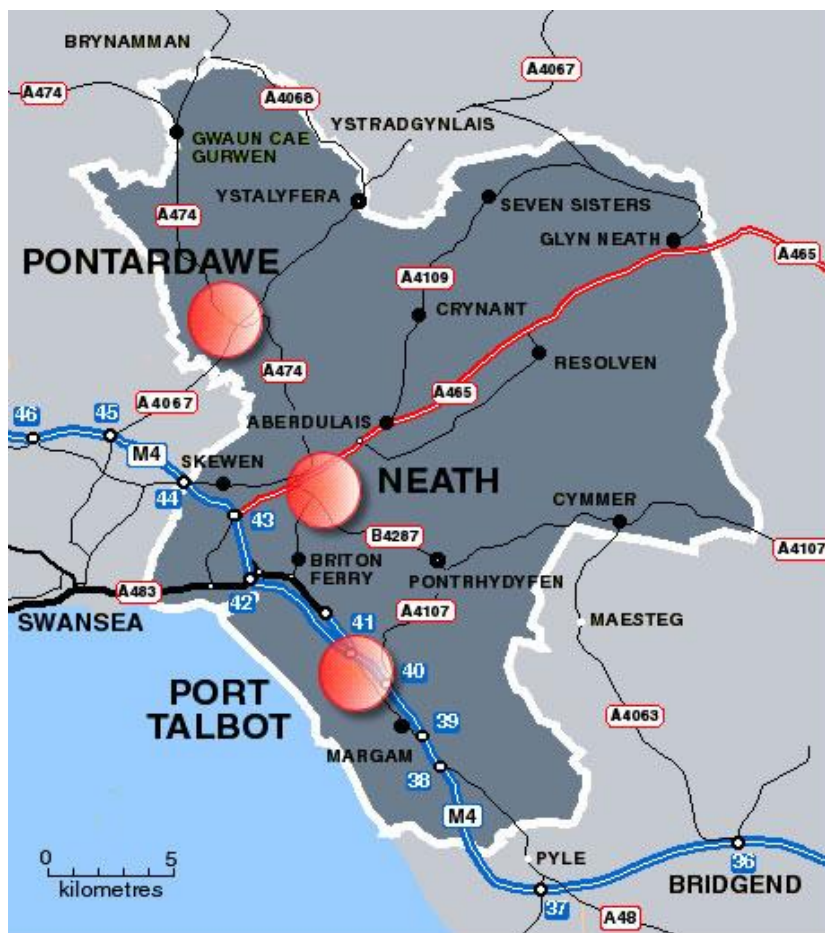 BRYNAMMAN
A4067
A474
A4068
YSTRADGYNLAIS
GWAUN CAE
GURWEN
YSTALYFERA
SEVEN SISTERS
A474
GLYN NEATH
PONTARDAWE
A465
A4109
CRYNANT
A474
RESOLVEN
A465
A4067
ABERDULAIS
46
45
M4
SKEWEN
NEATH
44
CYMMER
43
B4287
A4107
BRITON
FERRY
PONTRHYDYFEN
A483
42
A4107
SWANSEA
41
MAESTEG
40
PORT
TALBOT
A4063
39
MARGAM
38
M4
0
5
kilometres
PYLE
36
BRIDGEND
37
A48